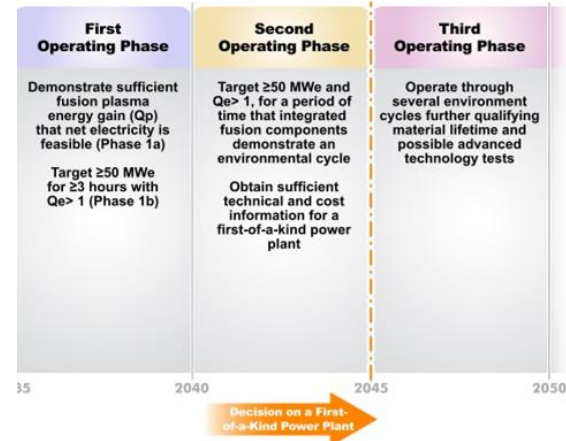 First
Operating Phase
Demonstrate sufficient
fusion plasma
energy gain (Qp)
that net electricity is
feasible (Phase 1a)
Target ≥50 MWe
for ≥3 hours with
Qe> 1 (Phase 1b)
Second
Operating Phase
Target ≥50 MWe and
Qe> 1, for a period of
time that integrated
fusion components
demonstrate an
environmental cycle
Obtain sufficient
technical and cost
information for a
first-of-a-kind power
plant
Third
Operating Phase
Operate through
several environment
cycles further qualifying
material lifetime and
possible advanced
technology tests
35
2040
2045
2050
Decision on a First-
of-a-Kind Power Plant